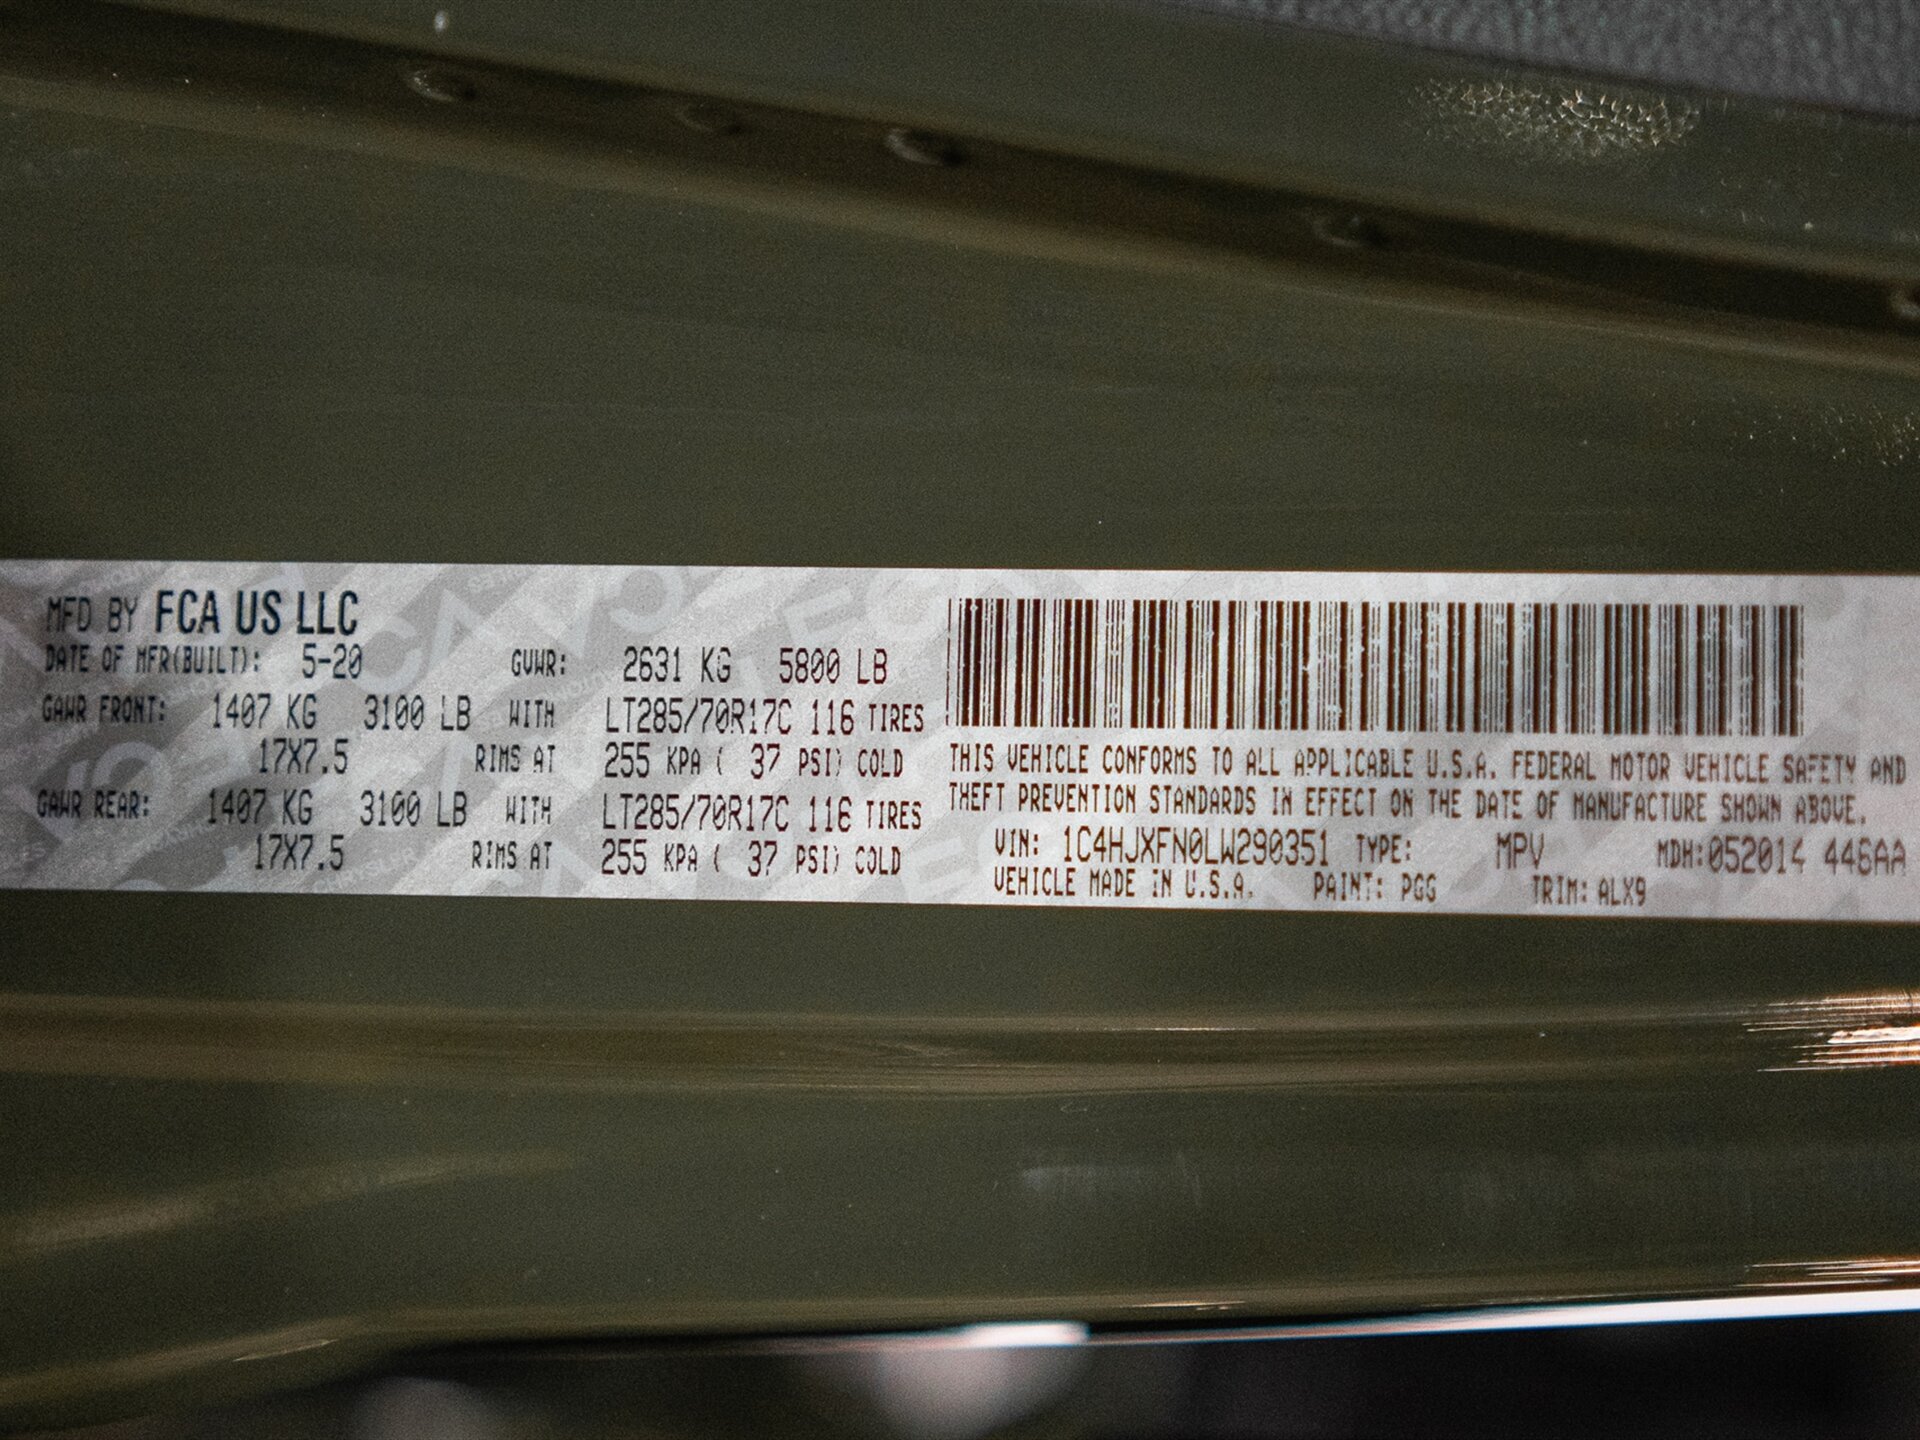 MFD BY FCA US LLC
DATE OF MFR(BUILT): 5-20 GVWR: 2631 KG 5800 LB
GAWR FRONT: 1407 KG 3100 LB WITH LT285/70R17C 116 TIRES
17X7.5 RIMS AT 255 KPA ( 37 PSI) COLD
GAWR REAR: 1407 KG 3100 LB WITH LT285/70R17C 116 TIRES
17X7.5 RIMS AT 255 KPA ( 37 PSI) COLD
THIS VEHICLE CONFORMS TO ALL APPLICABLE U.S.A. FEDERAL MOTOR VEHICLE SAFETY AND
THEFT PREVENTION STANDARDS IN EFFECT ON THE DATE OF MANUFACTURE SHOWN ABOVE.
VIN: 1C4HJXFN0LW290351 TYPE: MPV MDH:052014 446AA
VEHICLE MADE IN U.S.A. PAINT: PGG TRIM: ALX9